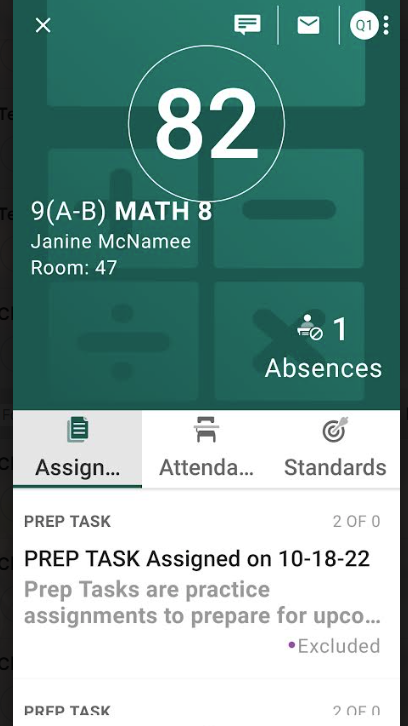 Q1
82
9(A-B) MATH 8
Janine McNamee
Room: 47
1
Absences
Assign... Attenda... Standards
PREP TASK 2 OF 0
PREP TASK Assigned on 10-18-22
Prep Tasks are practice
assignments to prepare for upco...
Excluded
PREP TASK 2 OF 0